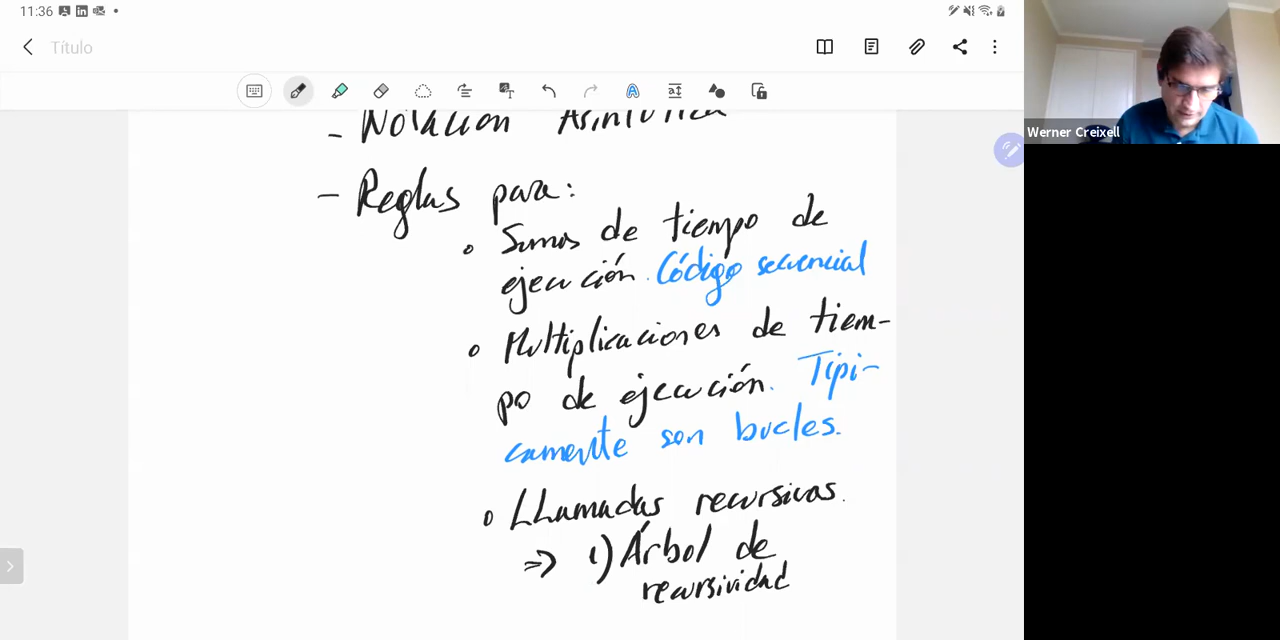 11:36
Título
Werner Creixell
- Notación Asintótica
- Reglas para:
o Sumas de tiempo de
ejecución. Código secuencial
o Multiplicaciones de tiem-
po de ejecución. Típi-
camente son bucles.
o Llamadas recursivas.
=> 1) Árbol de
recursividad